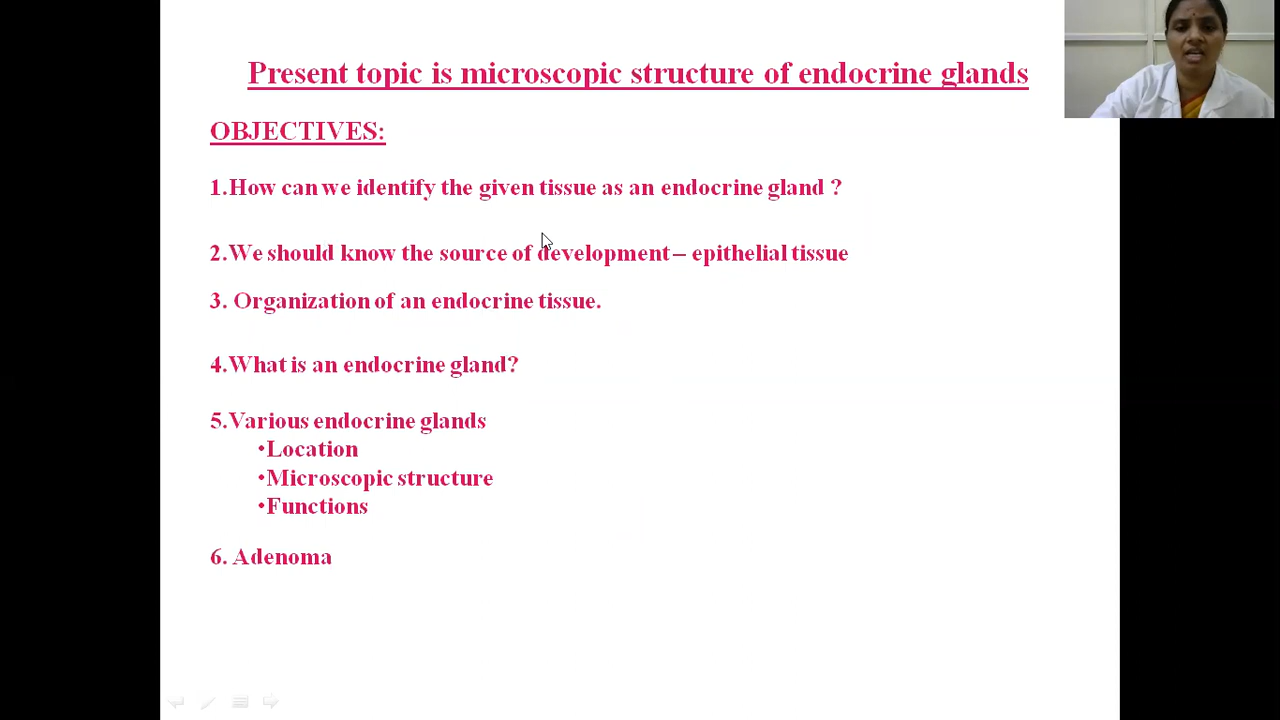 Present topic is microscopic structure of endocrine glands
OBJECTIVES:
1.How can we identify the given tissue as an endocrine gland ?
2.We should know the source of development – epithelial tissue
3. Organization of an endocrine tissue.
4.What is an endocrine gland?
5.Various endocrine glands
•Location
•Microscopic structure
•Functions
6. Adenoma